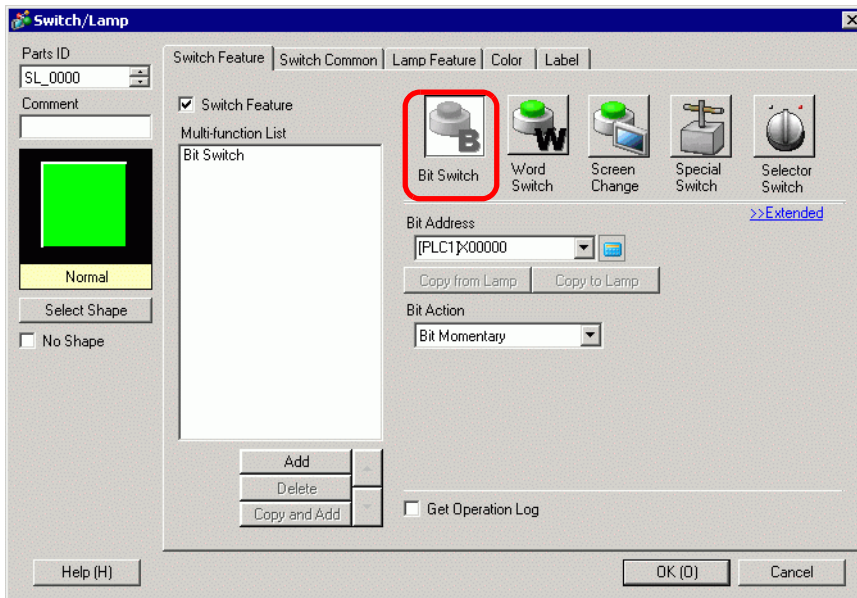 Switch/Lamp
Parts ID
SL_0000
Comment
Normal
Select Shape
No Shape
Switch Feature
Switch Common
Lamp Feature
Color
Label
Switch Feature
Multi-function List
Bit Switch
Add
Delete
Copy and Add
B
Bit Switch
W
Word
Switch
Screen
Change
Special
Switch
Selector
Switch
>>Extended
Bit Address
[PLC1]X00000
Copy from Lamp
Copy to Lamp
Bit Action
Bit Momentary
Get Operation Log
Help (H)
OK (O)
Cancel